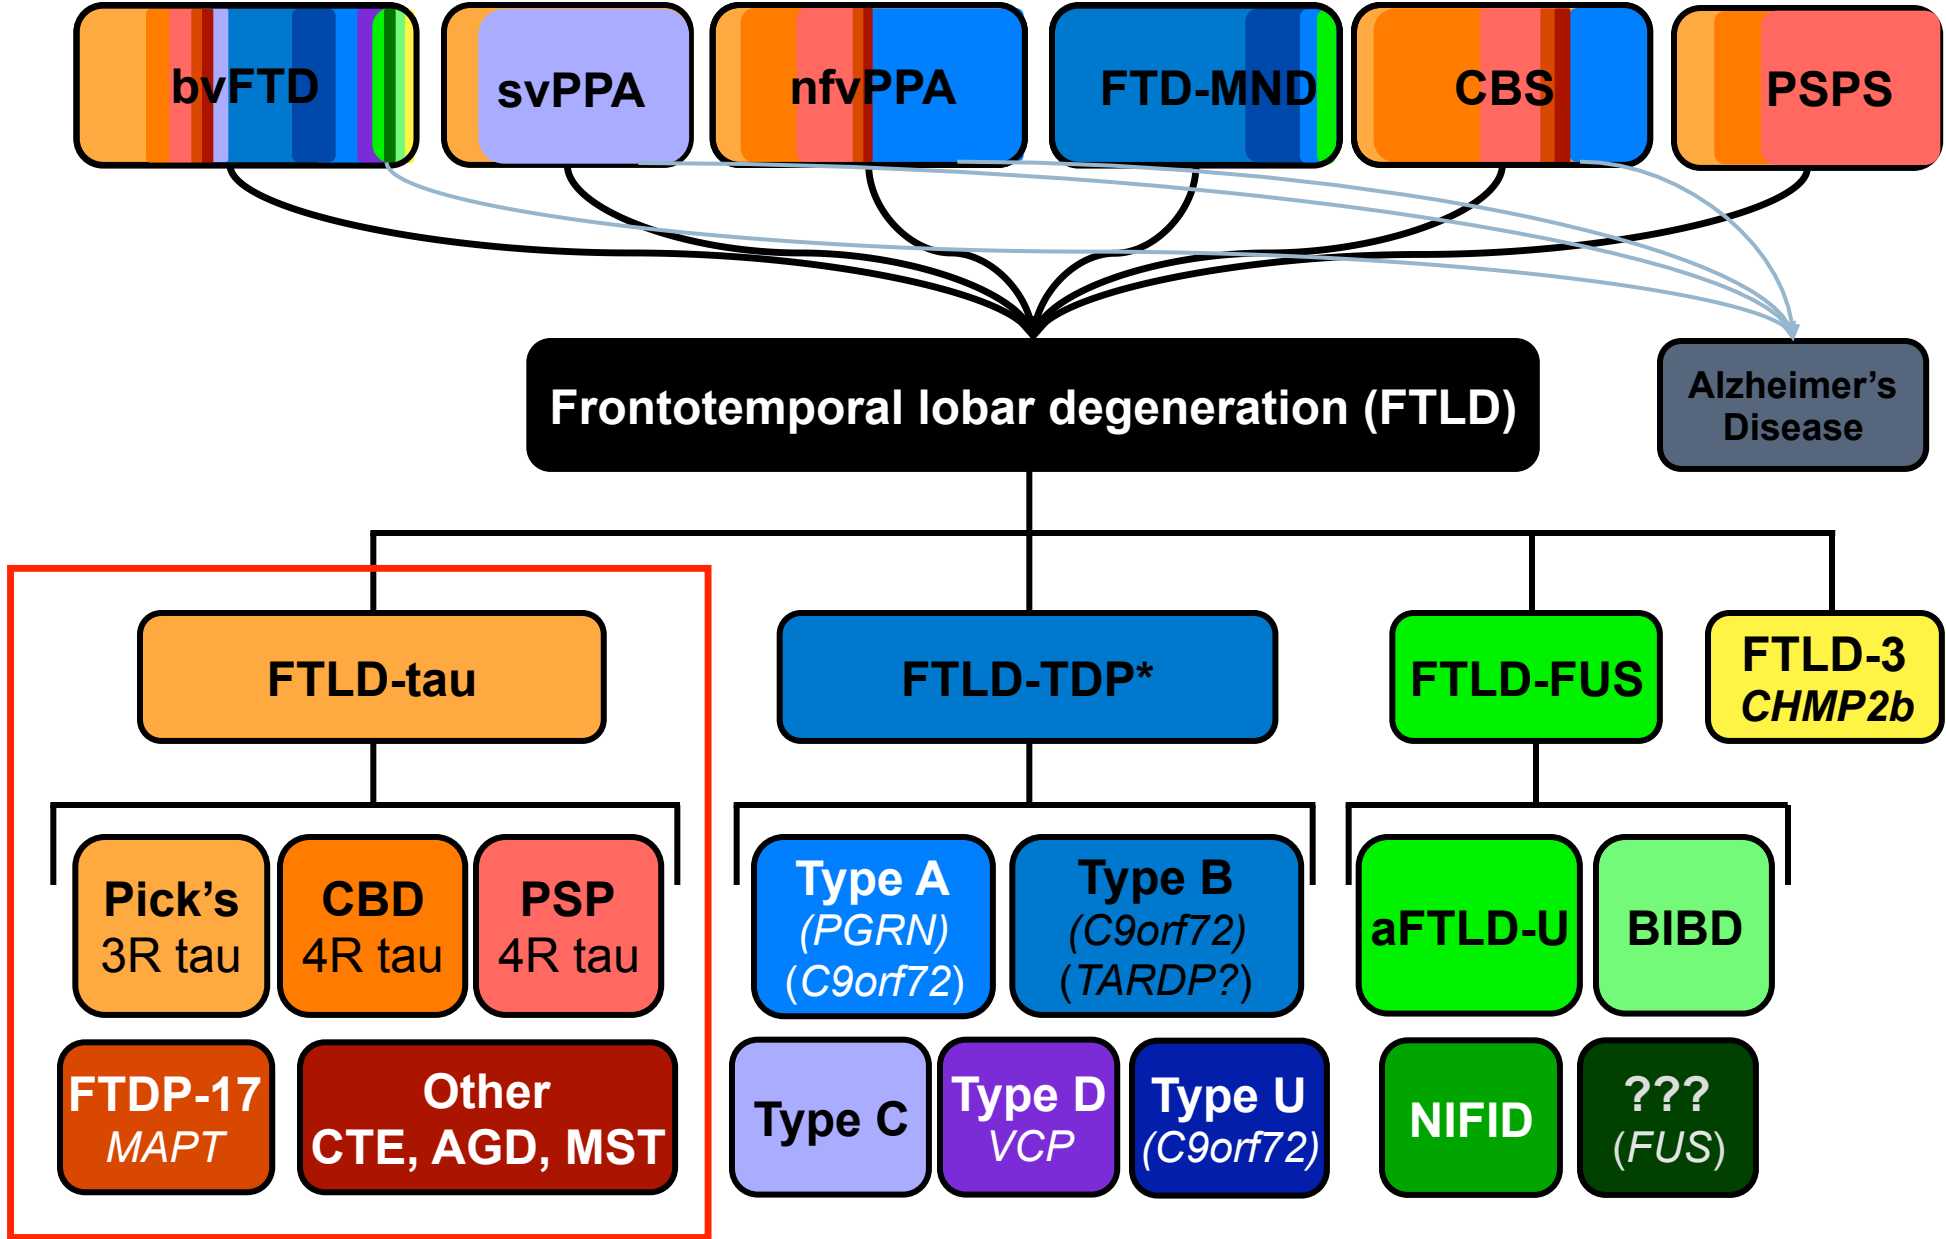 bvFTD
svPPA
nfvPPA
FTD-MND
CBS
PSPS
Frontotemporal lobar degeneration (FTLD)
Alzheimer’s
Disease
FTLD-tau
FTLD-TDP*
FTLD-FUS
FTLD-3
CHMP2b
Pick’s
3R tau
CBD
4R tau
PSP
4R tau
Type A
(PGRN)
(C9orf72)
Type B
(C9orf72)
(TARDP?)
aFTLD-U
BIBD
FTDP-17
MAPT
Other
CTE, AGD, MST
Type C
Type D
VCP
Type U
(C9orf72)
NIFID
???
(FUS)